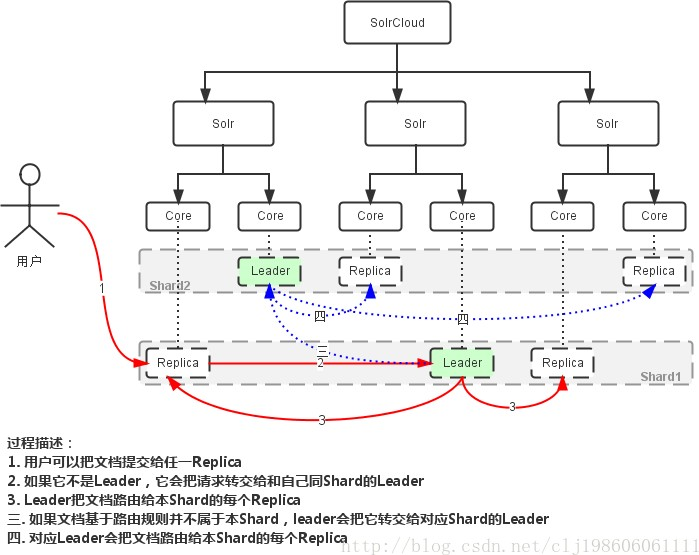 SolrCloud
Solr
Solr
Solr
Core
Core
Core
Core
Core
Core
用户
Leader
Replica
Replica
Shard2
1
四
四
三
2
Replica
Leader
Replica
Shard1
3
3
过程描述：
1. 用户可以把文档提交给任一Replica
2. 如果它不是Leader，它会把请求转交给和自己同Shard的Leader
3. Leader把文档路由给本Shard的每个Replica
三. 如果文档基于路由规则并不属于本Shard，leader会把它转交给对应Shard的Leader
四. 对应Leader会把文档路由给本Shard的每个Replica
http://blog.csdn.net/clj198606061111